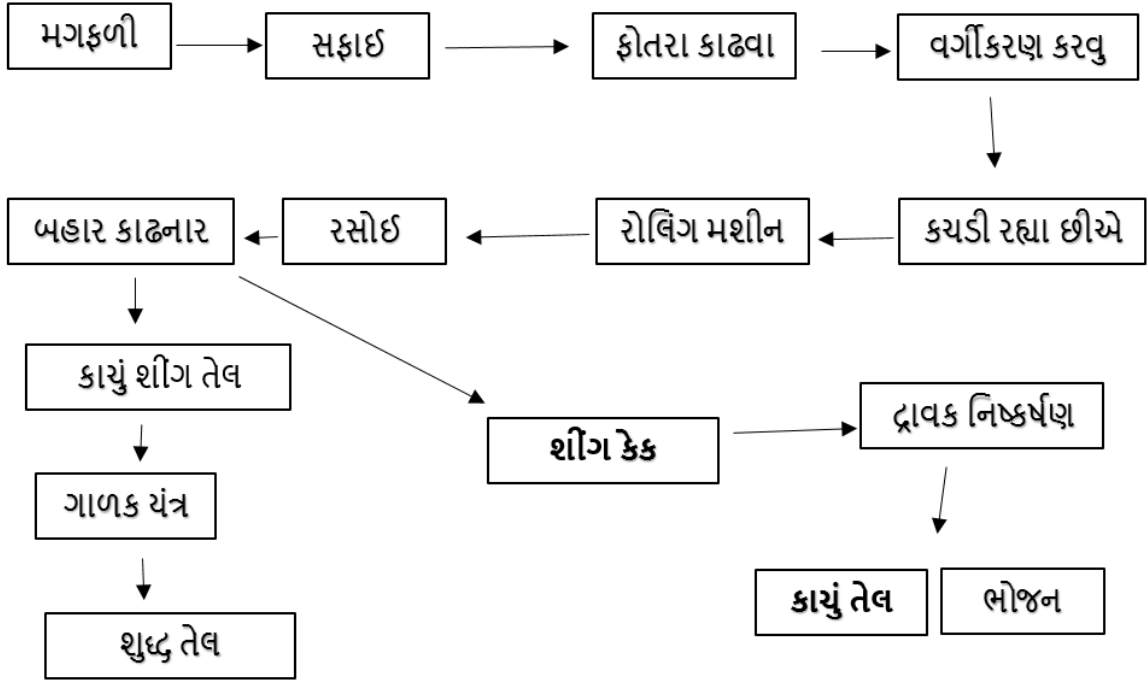 મગફળી
સફાઈ
ફોતરા કાઢવા
વર્ગીકરણ કરવુ
કચડી રહ્યા છીએ
રોલિંગ મશીન
રસોઈ
બહાર કાઢનાર
કાચું શીંગ તેલ
ગાળક યંત્ર
શુધ્દ્ર તેલ
શીંગ કેક
દ્રાવક નિષ્કર્ષણ
કાચું તેલ
ભોજન